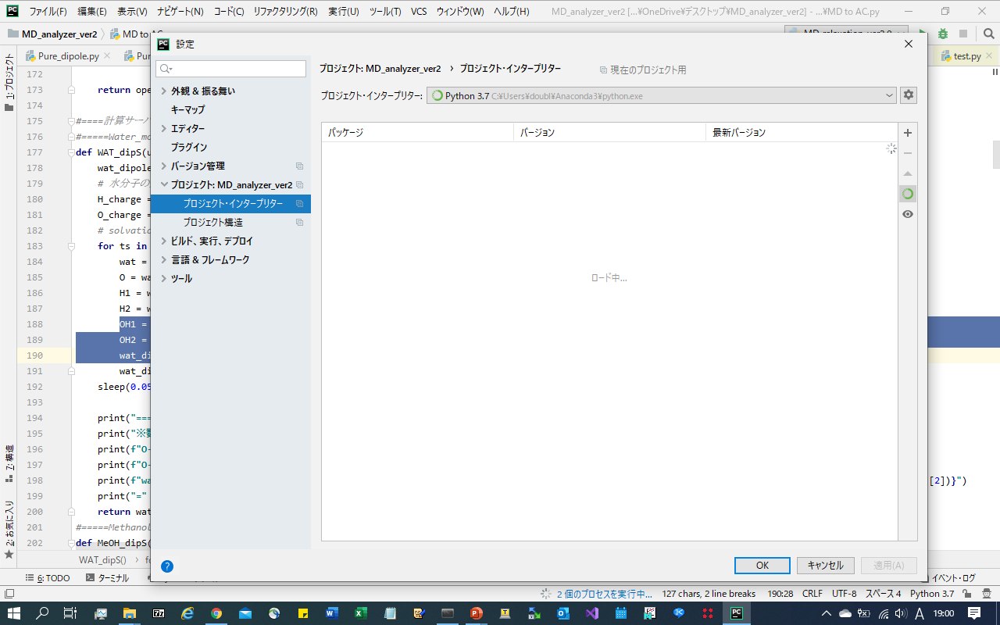 ファイル(F) 編集(E) 表示(V) ナビゲート(N) コード(C) リファクタリング(R) 実行(U) ツール(T) VCS ウィンドウ(W) ヘルプ(H) MD_analyzer_ver2 [...¥OneDrive¥デスクトップ¥MD_analyzer_ver2] - ...¥MD to AC.py
MD_analyzer_ver2 MD to AC
Pure_dipole.py Pur test.py
設定
外観 & 振る舞い
キーマップ
エディター
プラグイン
バージョン管理
プロジェクト: MD_analyzer_ver2
プロジェクト・インタープリター
プロジェクト構造
ビルド、実行、デプロイ
言語 & フレームワーク
ツール
プロジェクト: MD_analyzer_ver2 › プロジェクト・インタープリター 現在のプロジェクト用
プロジェクト・インタープリター: Python 3.7 C:¥Users¥doubl¥Anaconda3¥python.exe
パッケージ バージョン 最新バージョン
ロード中...
OK キャンセル 適用(A)
1: プロジェクト
7: 構造
2: お気に入り
172
173 return ope
174
175 #====計算サーバ
176 #=====Water_mo
177 def WAT_dipS(u
178 wat_dipole
179 # 水分子の
180 H_charge =
181 O_charge =
182 # solvatio
183 for ts in
184 wat =
185 O = wa
186 H1 = w
187 H2 = w
188 OH1 =
189 OH2 =
190 wat_di
191 wat_di
192 sleep(0.05
193
194 print("===
195 print("※数
196 print(f"O-
197 print(f"O-
198 print(f"wa [2])}")
199 print("="
200 return wat
201 #=====Methanol
202 def MeOH_dipS(
WAT_dipS() › fo
6: TODO ターミナル イベント・ログ
2 個のプロセスを実行中... 127 chars, 2 line breaks 190:28 CRLF UTF-8 スペース 4 Python 3.7
A 19:00